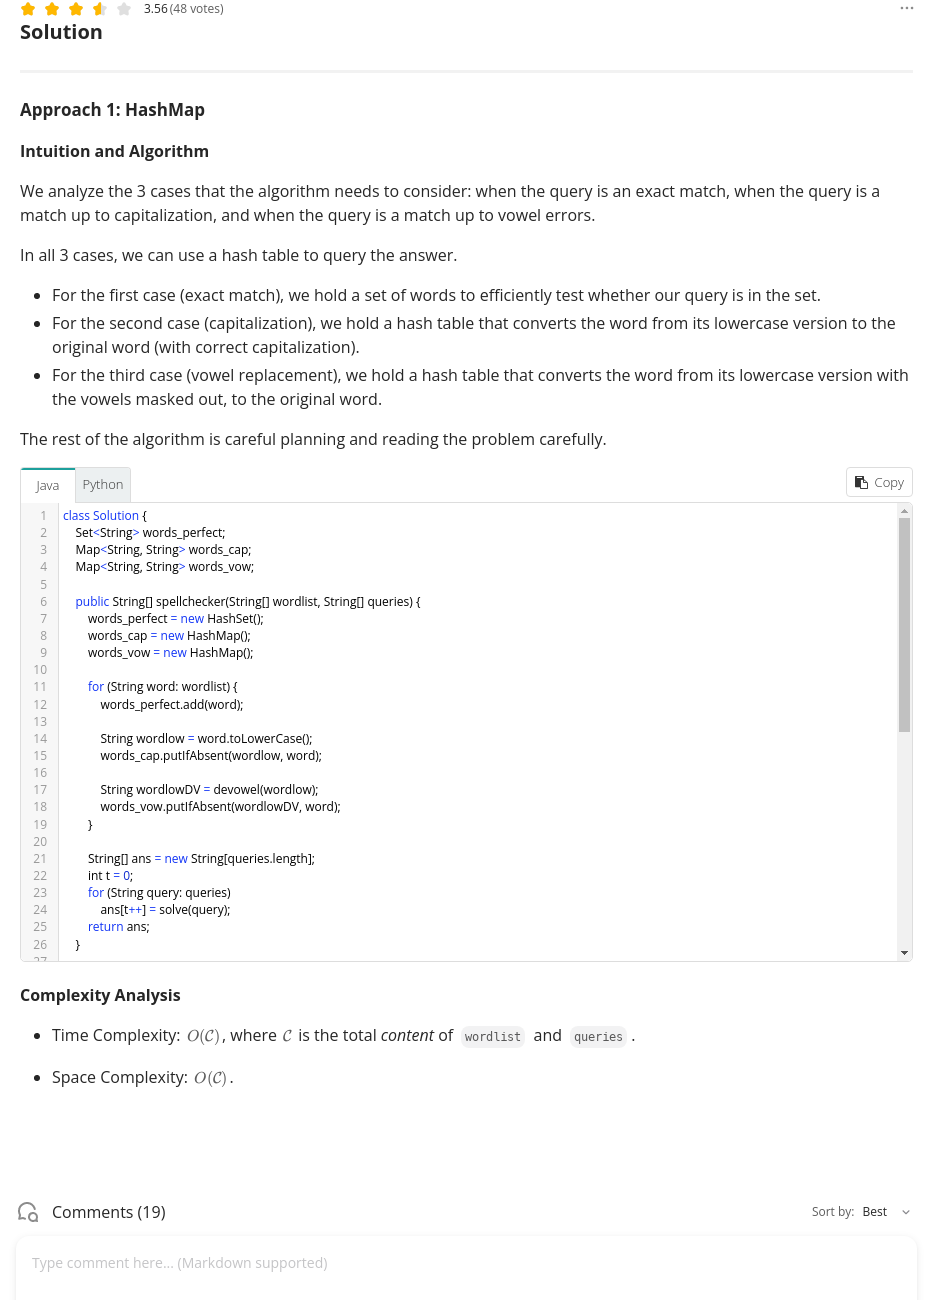 3.56 (48 votes)
Solution
Approach 1: HashMap
Intuition and Algorithm
We analyze the 3 cases that the algorithm needs to consider: when the query is an exact match, when the query is a
match up to capitalization, and when the query is a match up to vowel errors.
In all 3 cases, we can use a hash table to query the answer.
• For the first case (exact match), we hold a set of words to efficiently test whether our query is in the set.
• For the second case (capitalization), we hold a hash table that converts the word from its lowercase version to the
original word (with correct capitalization).
• For the third case (vowel replacement), we hold a hash table that converts the word from its lowercase version with
the vowels masked out, to the original word.
The rest of the algorithm is careful planning and reading the problem carefully.
Java Python Copy
1 class Solution {
2 Set<String> words_perfect;
3 Map<String, String> words_cap;
4 Map<String, String> words_vow;
5
6 public String[] spellchecker(String[] wordlist, String[] queries) {
7 words_perfect = new HashSet();
8 words_cap = new HashMap();
9 words_vow = new HashMap();
10
11 for (String word: wordlist) {
12 words_perfect.add(word);
13
14 String wordlow = word.toLowerCase();
15 words_cap.putIfAbsent(wordlow, word);
16
17 String wordlowDV = devowel(wordlow);
18 words_vow.putIfAbsent(wordlowDV, word);
19 }
20
21 String[] ans = new String[queries.length];
22 int t = 0;
23 for (String query: queries)
24 ans[t++] = solve(query);
25 return ans;
26 }
27
Complexity Analysis
• Time Complexity: O(C), where C is the total content of wordlist and queries .
• Space Complexity: O(C).
Comments (19) Sort by: Best
Type comment here... (Markdown supported)